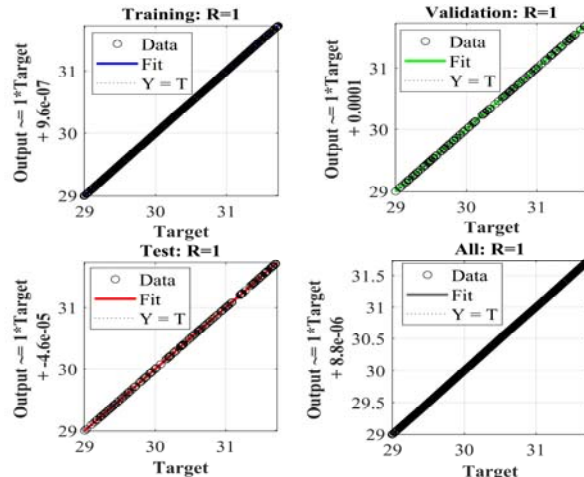 Training: R=1
Output ~= 1*Target
+ 9.6e-07
31
30
29
Data
Fit
Y = T
29
30
31
Target
Validation: R=1
Output ~= 1*Target
+ 0.0001
31
30
29
Data
Fit
Y = T
29
30
31
Target
Test: R=1
Output ~= 1*Target
+ -4.6e-05
31
30
29
Data
Fit
Y = T
29
30
31
Target
All: R=1
Output ~= 1*Target
+ 8.8e-06
31.5
31
30.5
30
29.5
29
Data
Fit
Y = T
29
30
31
Target